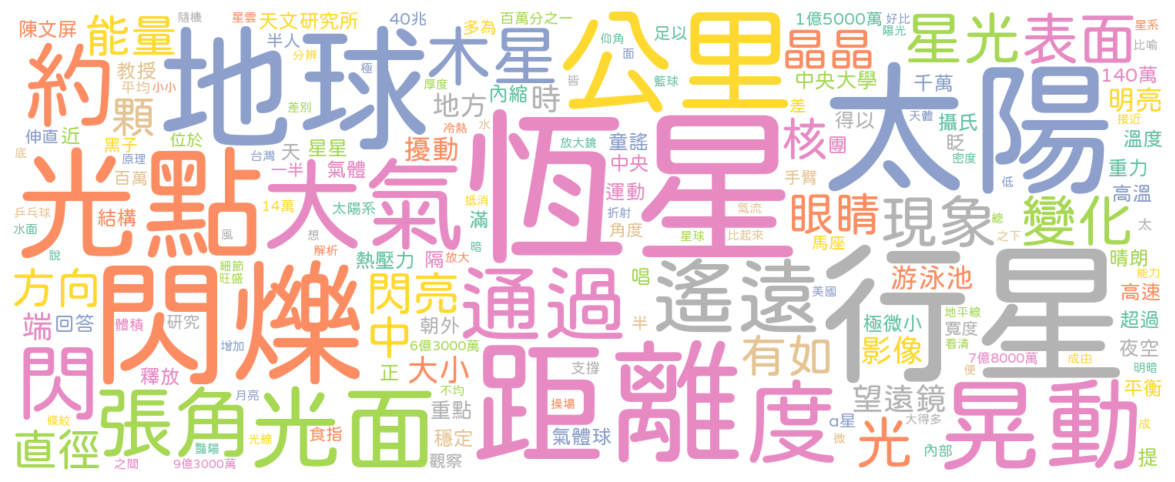 隨機 星雲 天文研究所 40兆 百萬分之一 1億5000萬 好比 星系
陳文屏 能量 半人 多為 公里 仰角 面 足以 晶晶 陽光 星光 表面 比喻
約 地球 分辨 極 木星 皆 籃球 中央大學 千萬 140萬
教授 平均 小小 差別 厚度 內縮 時 差 太陽 明亮
顆 地方 得以 天體 攝氏 接近
伸直 近 黑子 位於 冷熱 水 放大鏡 童謠 核 團 眨 溫度
底 原理 台灣 天 星星 擾動 恆星 中央 密度 重力
光點 百萬 一半 氣體 大氣 運動 手臂 低 高溫
乒乓球 結構 14萬 太陽系 抵消 滿 折射 氣流 眼睛 現象 總 變化 太
水面 風 想 角度 馬座 之下
說 解析 熱壓力 隔 放大 暗 星球 比起來 晴朗
方向 細節 旺盛 閃爍 閃亮 通過 唱 遙遠 美國 游泳池 行星 能力 高速
端 回答 體積 研究 中 朝外 半 極微小 地平線 寬度 超過
增加 6億3000萬 看清 夜空
閃 釋放 正 大小 距離 支撐 有如 影像 7億8000萬 成由 明暗
月亮 不均 便 平衡
條紋 張角 光面 重點 操場 度 望遠鏡 晃動 成
直徑 食指 穩定 氣體球 α星 大得多
豔陽 光線 微 光 內部 提
之間 9億3000萬 觀察